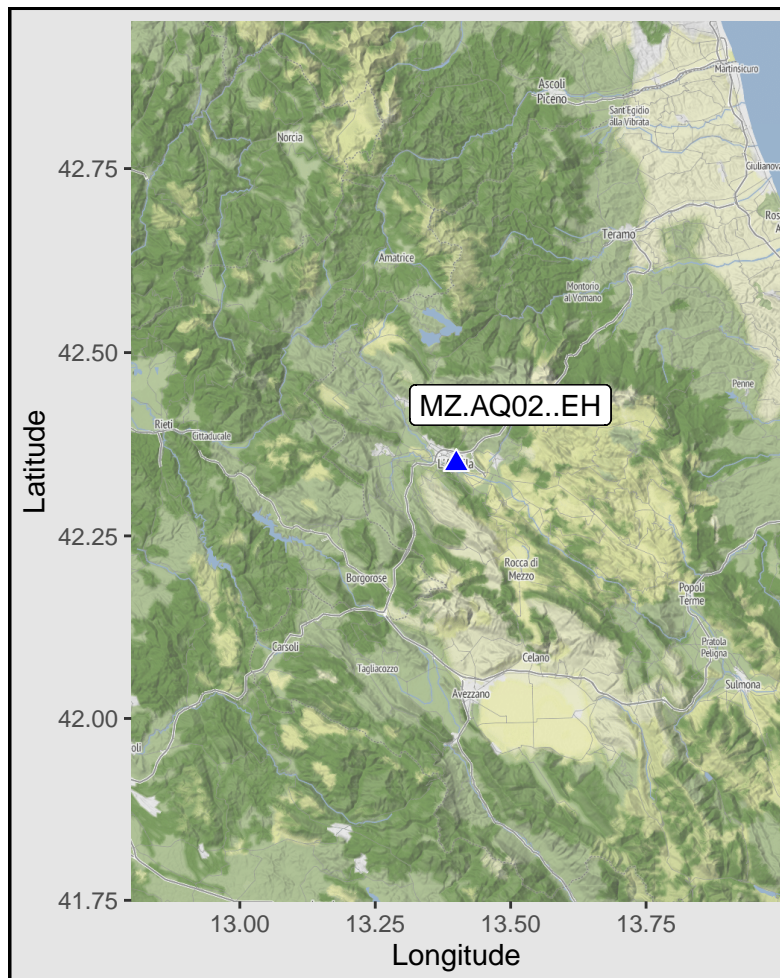 Martinsicuro
Ascoli
Piceno
Sant'Egidio
alla Vibrata
Norcia
42.75
Giulianova
Teramo
Amatrice
Montorio
al Vomano
42.50
Penne
MZ.AQ02..EH
Rieti
Cittaducale
Latitude
42.25
Rocca di
Mezzo
Borgorose
Popoli
Terme
Carsoli
Pratola
Peligna
Celano
Tagliacozzo
Sulmona
Avezzano
42.00
oli
41.75
13.00
13.25
13.50
13.75
Longitude